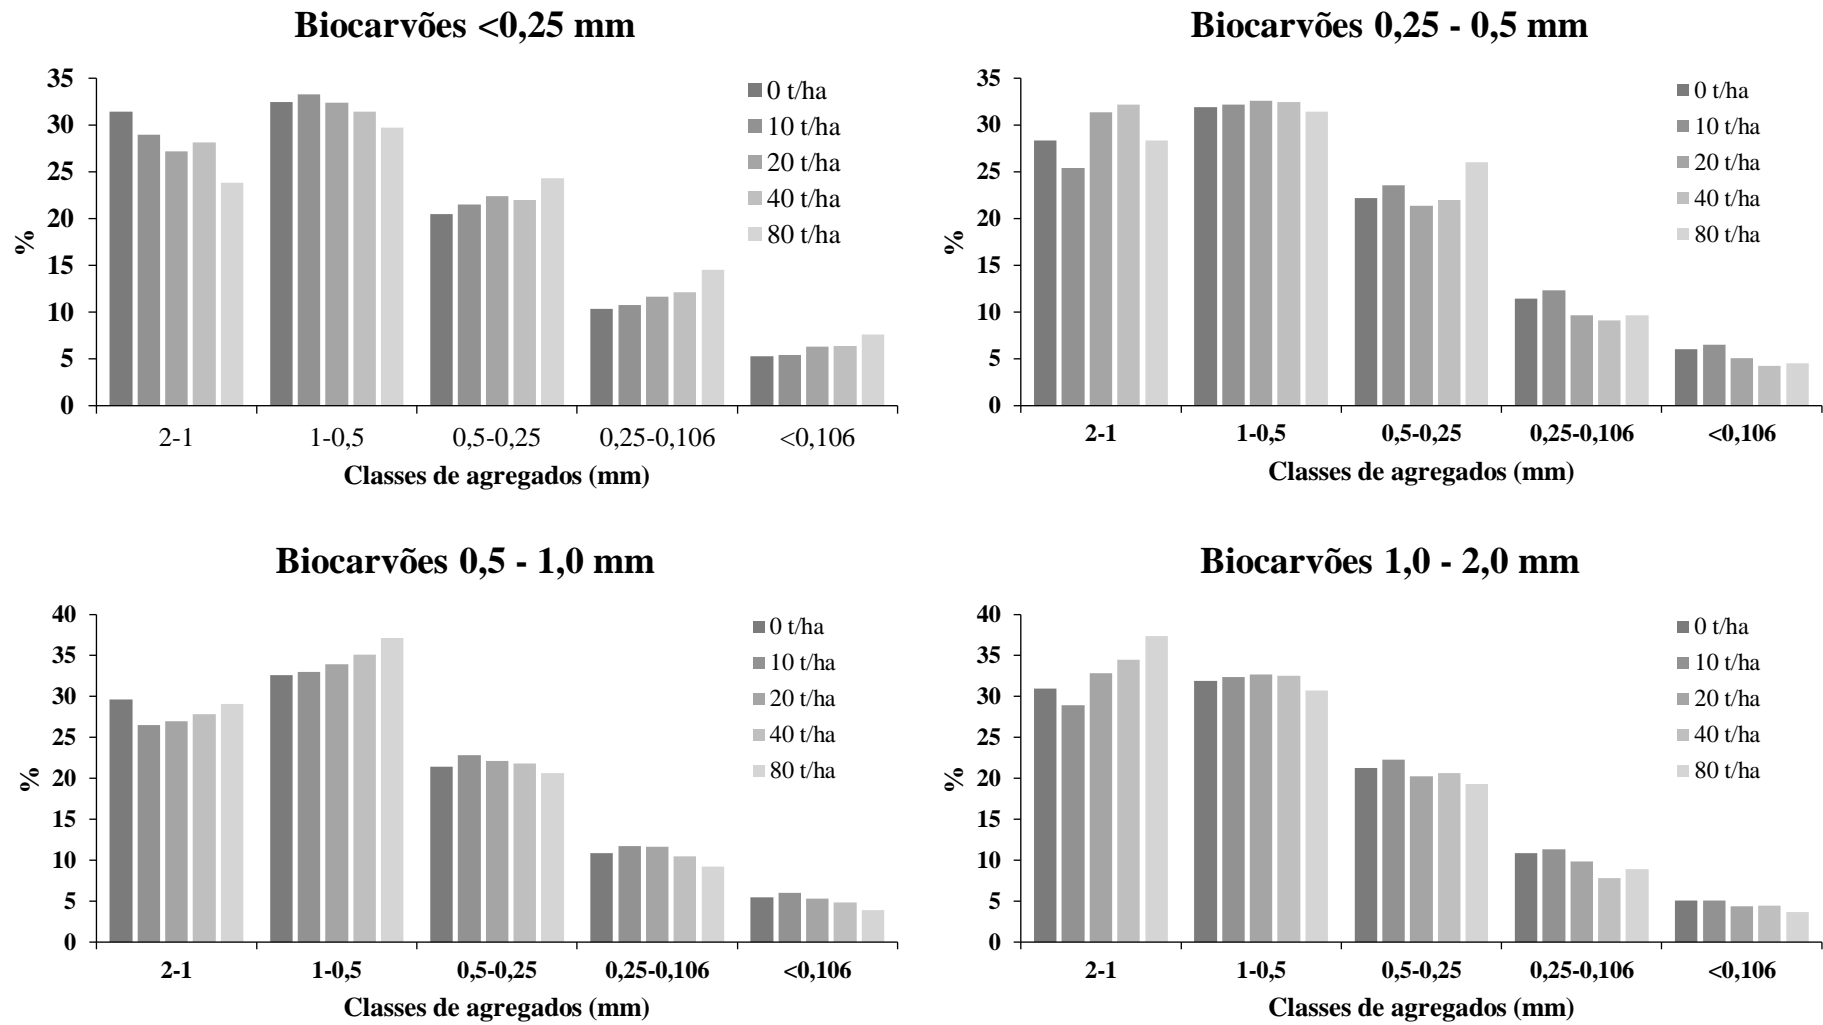 Biocarvões <0,25 mm
35
30
25
20
15
10
5
0
%
0 t/ha
10 t/ha
20 t/ha
40 t/ha
80 t/ha
2-1 1-0,5 0,5-0,25 0,25-0,106 <0,106
Classes de agregados (mm)
Biocarvões 0,25 - 0,5 mm
35
30
25
20
15
10
5
0
%
0 t/ha
10 t/ha
20 t/ha
40 t/ha
80 t/ha
2-1 1-0,5 0,5-0,25 0,25-0,106 <0,106
Classes de agregados (mm)
Biocarvões 0,5 - 1,0 mm
40
35
30
25
20
15
10
5
0
%
0 t/ha
10 t/ha
20 t/ha
40 t/ha
80 t/ha
2-1 1-0,5 0,5-0,25 0,25-0,106 <0,106
Classes de agregados (mm)
Biocarvões 1,0 - 2,0 mm
40
35
30
25
20
15
10
5
0
%
0 t/ha
10 t/ha
20 t/ha
40 t/ha
80 t/ha
2-1 1-0,5 0,5-0,25 0,25-0,106 <0,106
Classes de agregados (mm)